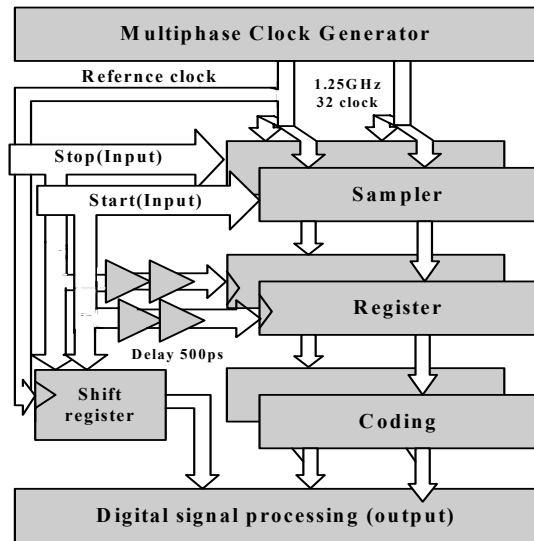 Multiphase Clock Generator
Refernce clock
1.25GHz
32 clock
Stop(Input)
Sampler
Start(Input)
Register
Delay 500ps
Shift
register
Coding
Digital signal processing (output)